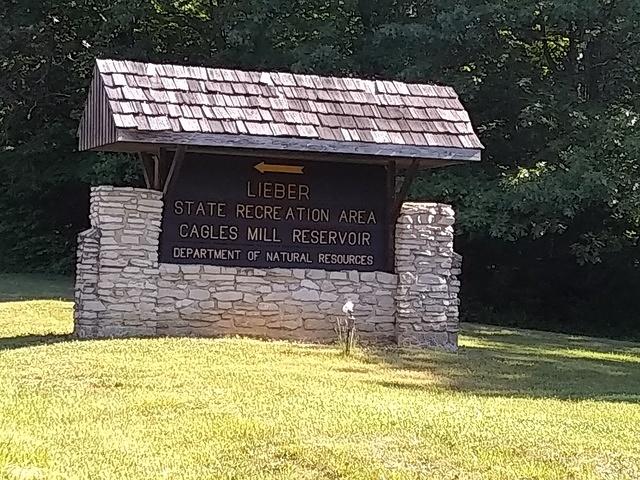 LIEBER
STATE RECREATION AREA
CAGLES MILL RESERVOIR
DEPARTMENT OF NATURAL RESOURCES